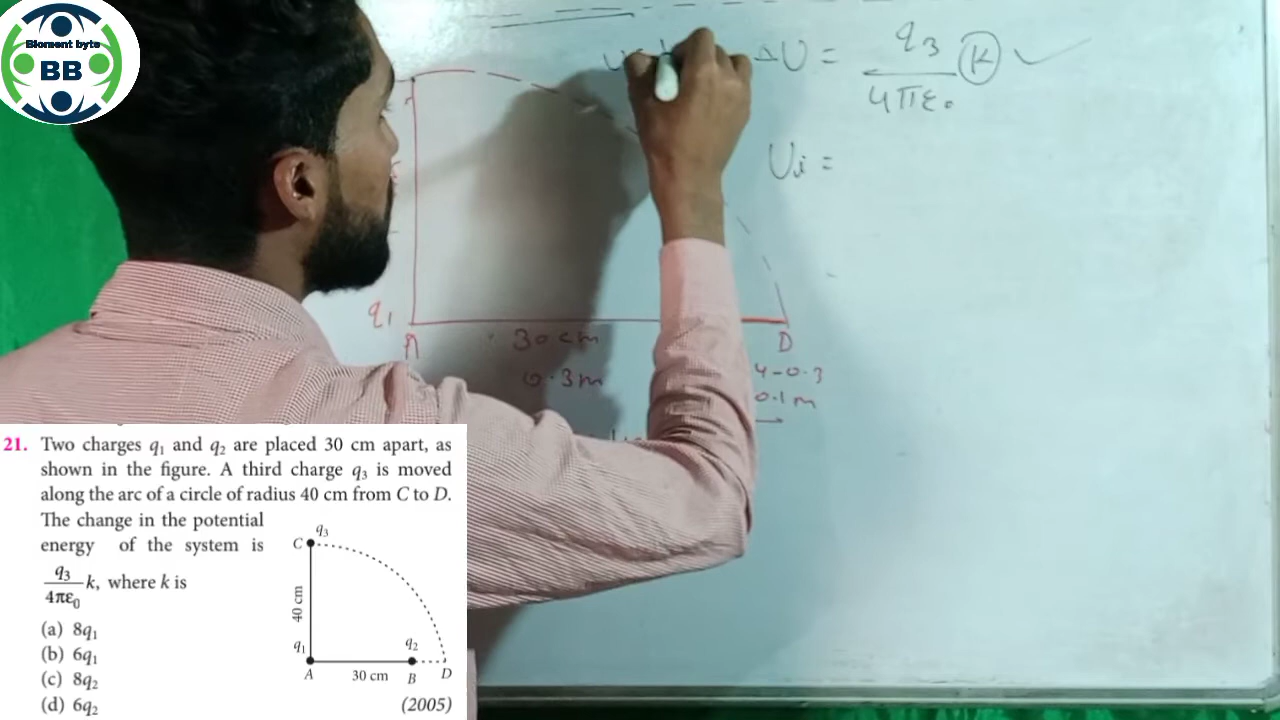 Bioment byte
BB
ΔU = q₃ / 4πε₀ (k) ✓
Uᵢ =
q₁
A
30 cm
0.3 m
D
4-0.3
0.1 m
21. Two charges q₁ and q₂ are placed 30 cm apart, as
shown in the figure. A third charge q₃ is moved
along the arc of a circle of radius 40 cm from C to D.
The change in the potential
energy of the system is
q₃/4πε₀ k, where k is
(a) 8q₁
(b) 6q₁
(c) 8q₂
(d) 6q₂
q₃
C
40 cm
q₁
q₂
A
30 cm
B
D
(2005)